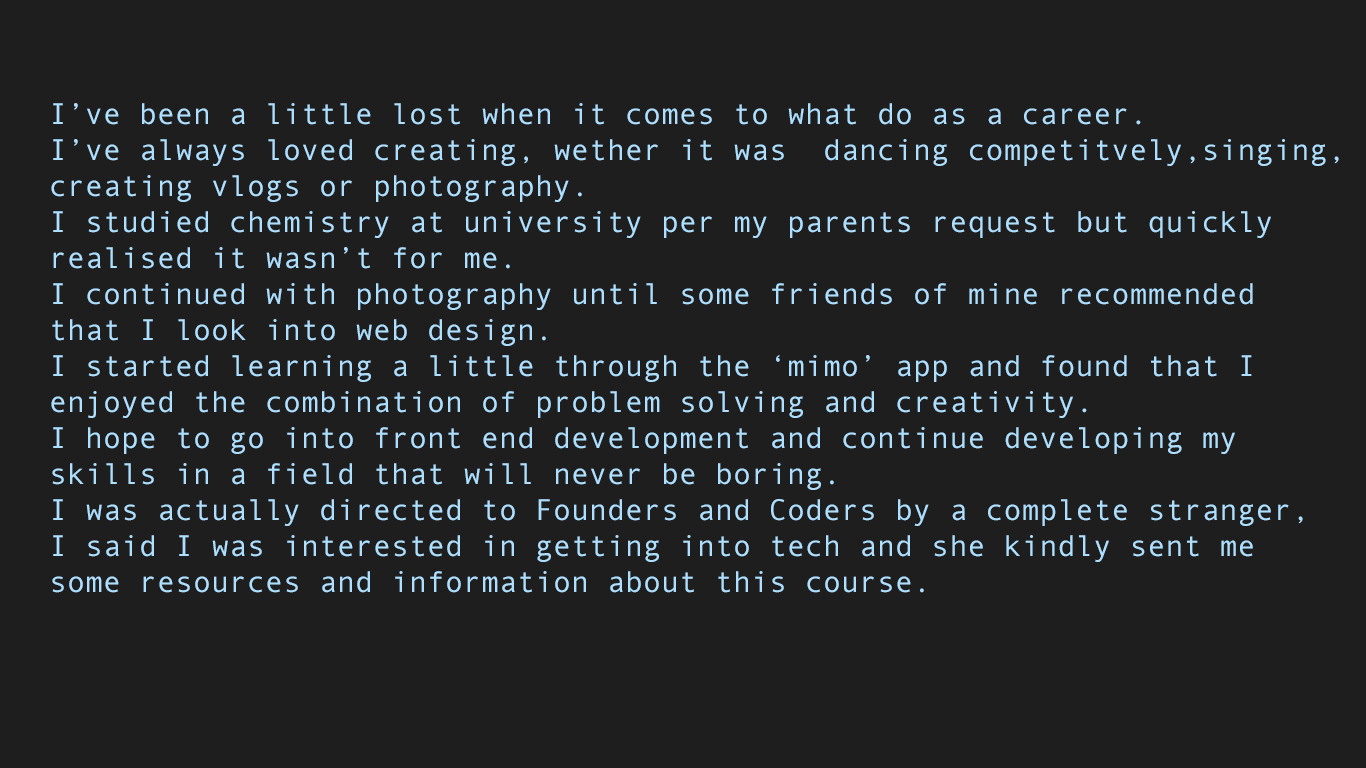 I’ve been a little lost when it comes to what do as a career.
I’ve always loved creating, wether it was  dancing competitvely,singing,
creating vlogs or photography.
I studied chemistry at university per my parents request but quickly
realised it wasn’t for me.
I continued with photography until some friends of mine recommended
that I look into web design.
I started learning a little through the ‘mimo’ app and found that I
enjoyed the combination of problem solving and creativity.
I hope to go into front end development and continue developing my
skills in a field that will never be boring.
I was actually directed to Founders and Coders by a complete stranger,
I said I was interested in getting into tech and she kindly sent me
some resources and information about this course.